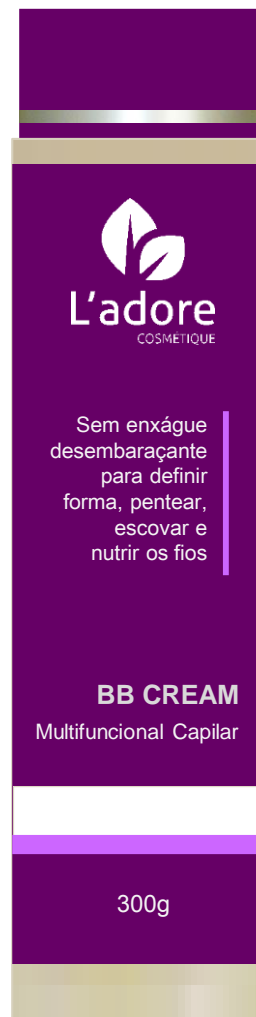 L'adore
COSMÉTIQUE
Sem enxágue
desembaraçante
para definir
forma, pentear,
escovar e
nutrir os fios
BB CREAM
Multifuncional Capilar
300g